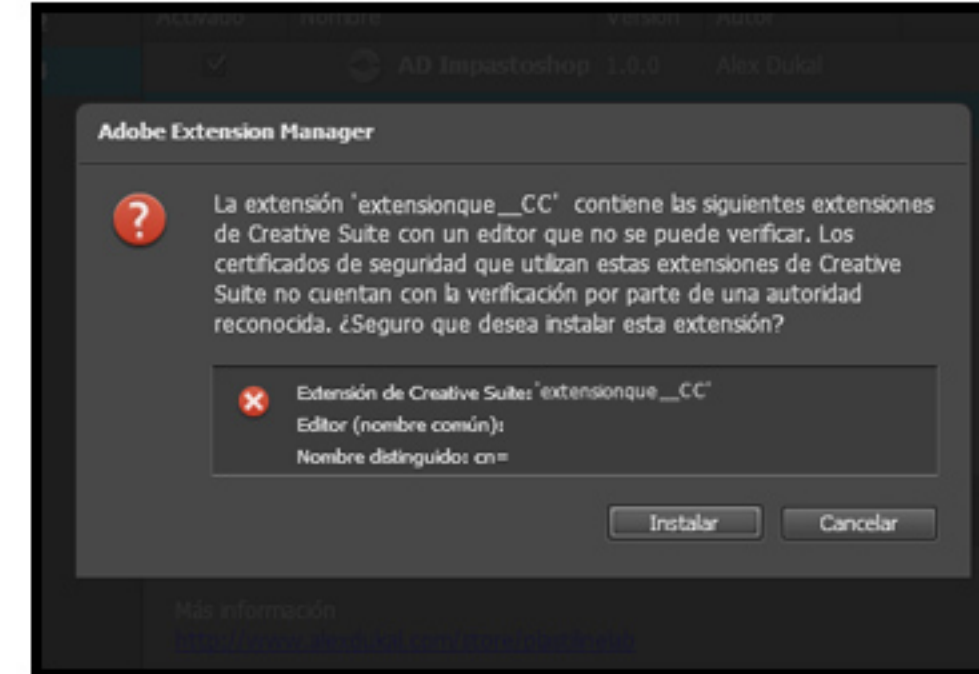 Activado Nombre Versión Autor
AD Impastoshop 1.0.0 Alex Dukal
Adobe Extension Manager
La extensión 'extensionque__CC' contiene las siguientes extensiones
de Creative Suite con un editor que no se puede verificar. Los
certificados de seguridad que utilizan estas extensiones de Creative
Suite no cuentan con la verificación por parte de una autoridad
reconocida. ¿Seguro que desea instalar esta extensión?
Extensión de Creative Suite: 'extensionque__CC'
Editor (nombre común):
Nombre distinguido: cn=
Instalar Cancelar
Más información